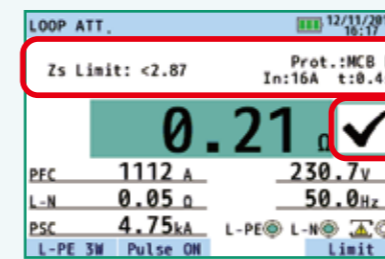 LOOP ATT. 12/11/20
16:17
Zs Limit: <2.87 Prot.:MCB
In:16A t:0.4
0.21 Ω
PFC 1112 A 230.7V
L-N 0.05 Ω 50.0Hz
PSC 4.75kA L-PE L-N
L-PE 3W Pulse ON Limit